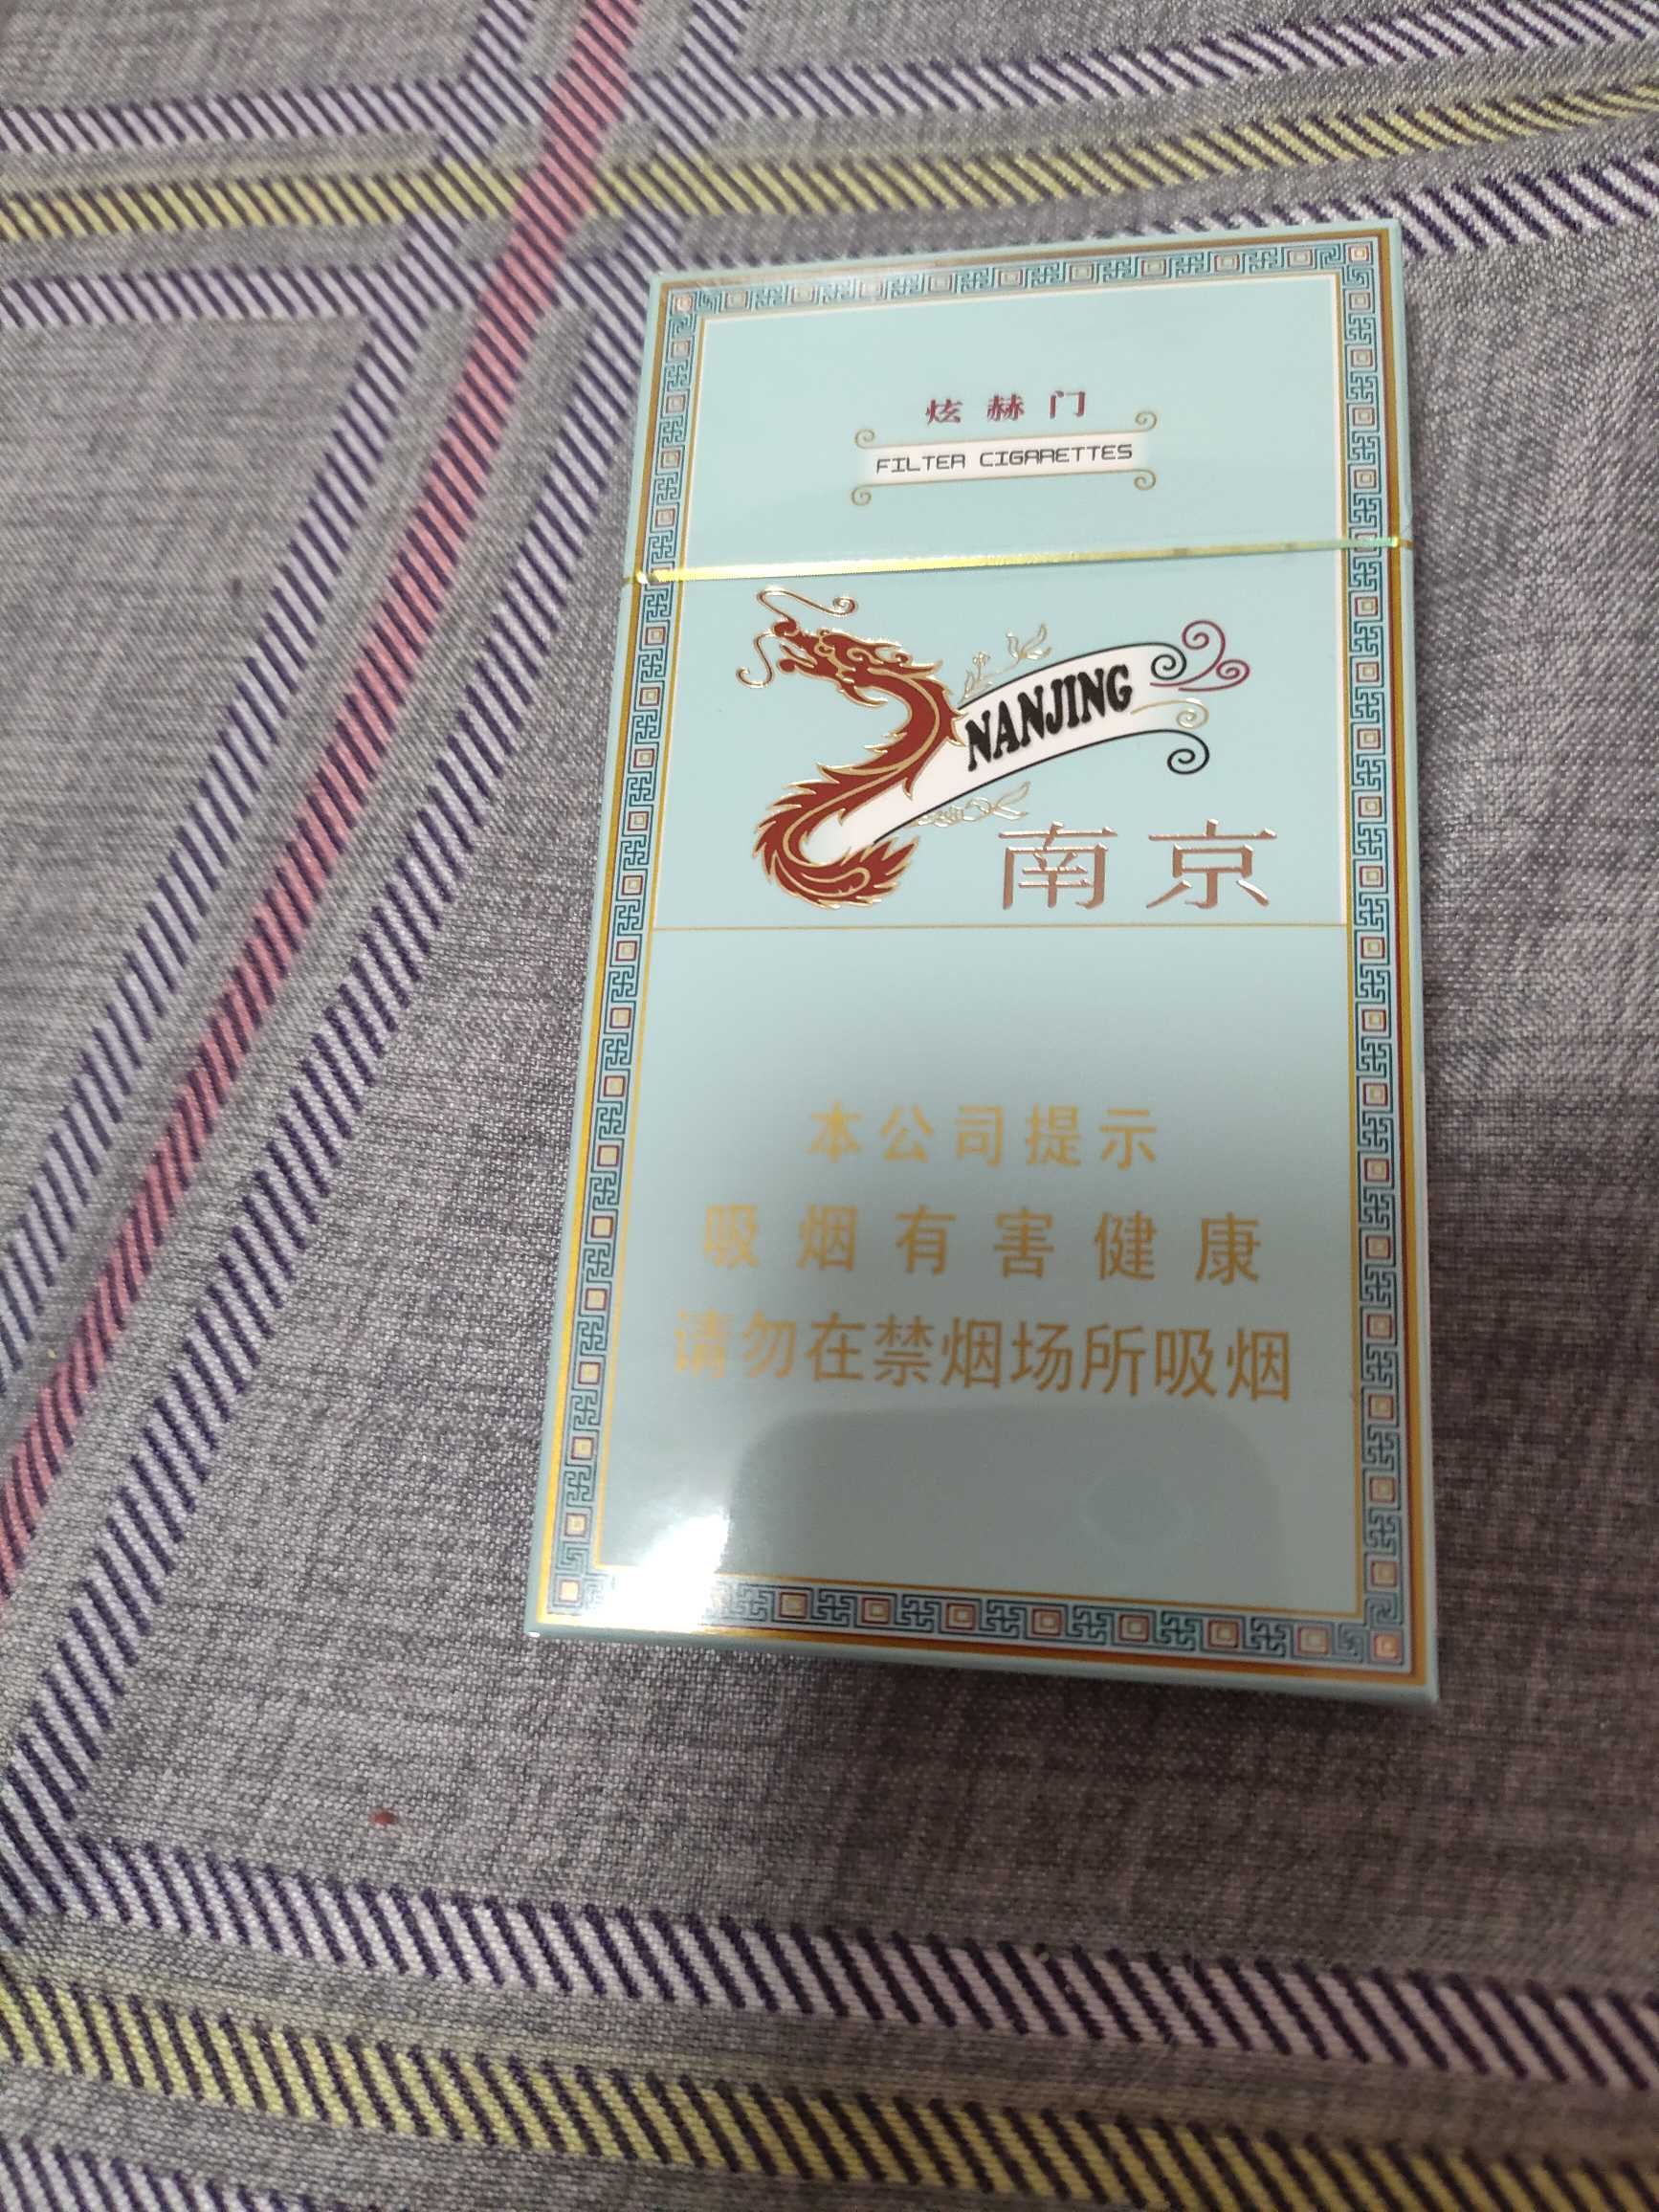 炫赫门
FILTER CIGARETTES
NANJING
南京
本公司提示
吸烟有害健康
请勿在禁烟场所吸烟